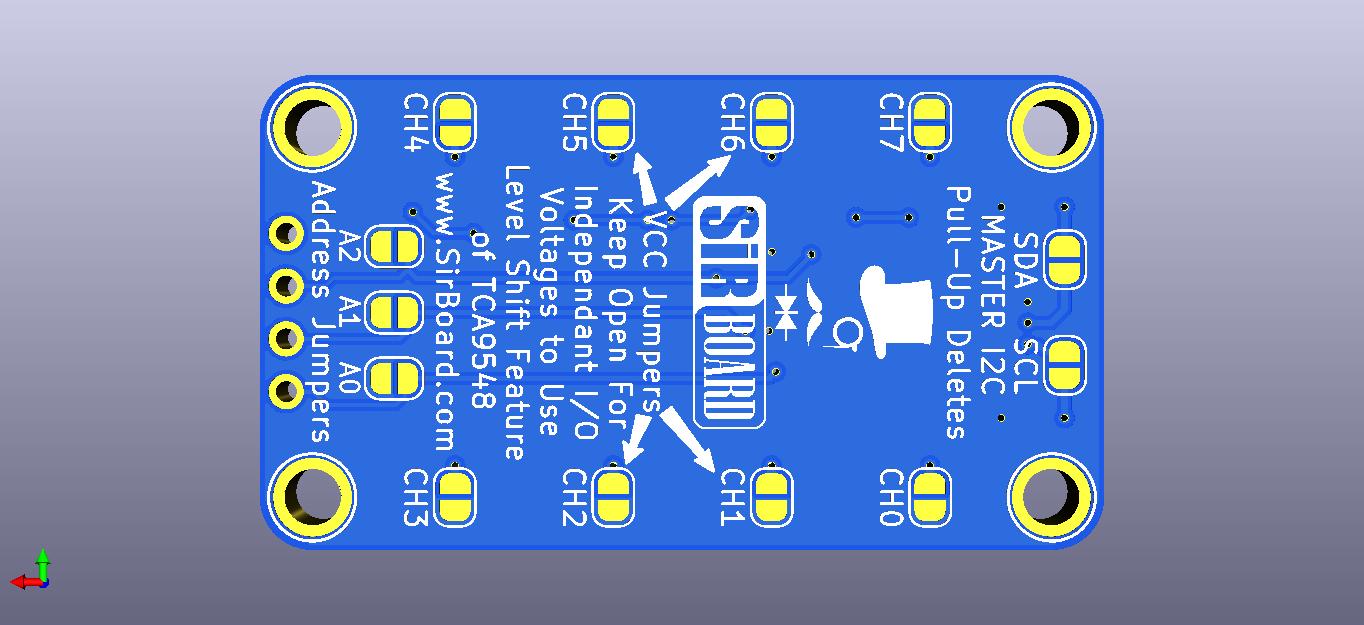 SDA SCL
MASTER I2C
Pull-Up Deletes
CH7
CH0
SiR BOARD
CH6
CH1
VCC Jumpers
Keep Open For
Independant I/O
Voltages to Use
Level Shift Feature
of TCA9548
www.SirBoard.com
CH5
CH2
CH4
CH3
A2 A1 A0
Address Jumpers